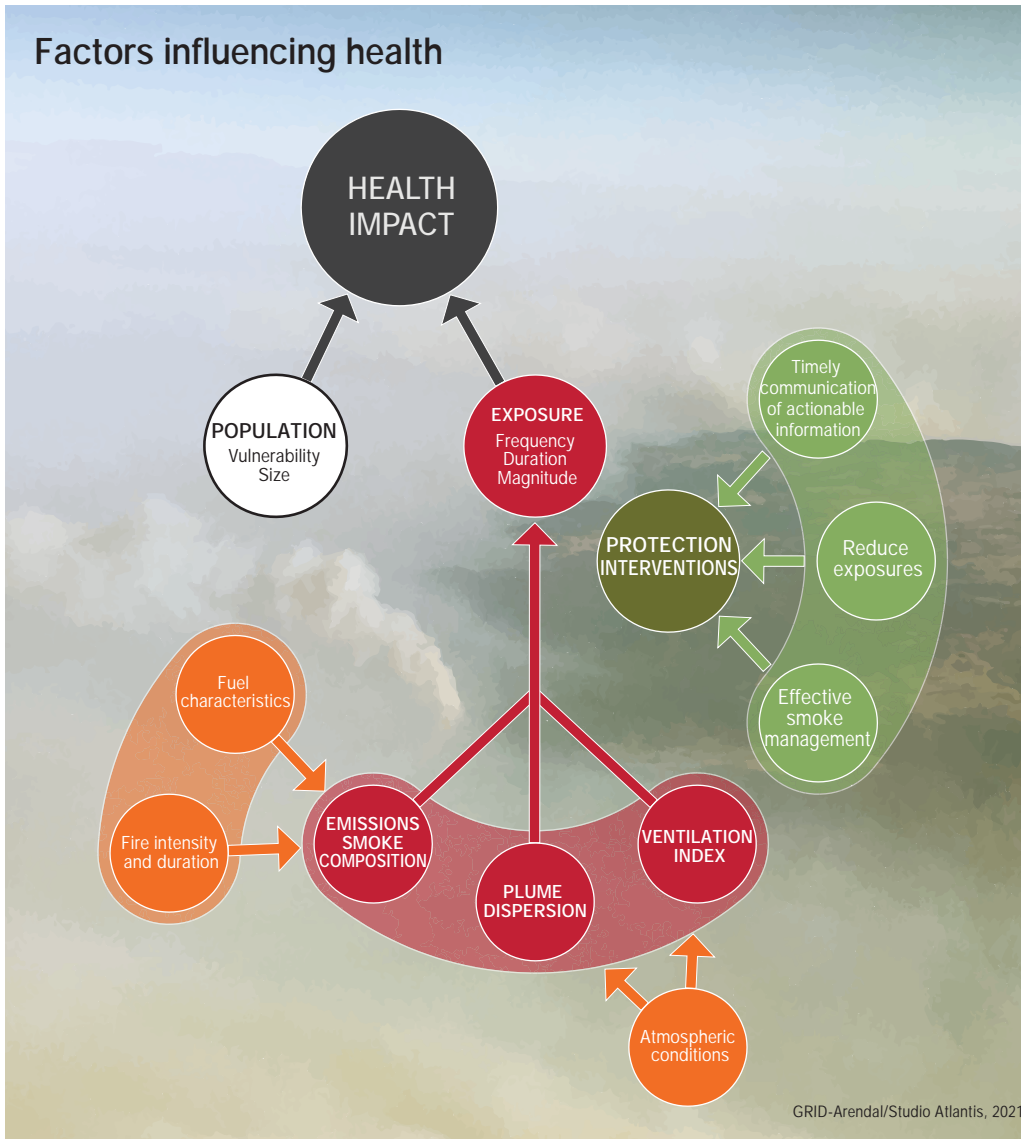 Factors influencing health
HEALTH
IMPACT
POPULATION
Vulnerability
Size
EXPOSURE
Frequency
Duration
Magnitude
Timely
communication
of actionable
information
PROTECTION
INTERVENTIONS
Reduce
exposures
Effective
smoke
management
Fuel
characteristics
Fire intensity
and duration
EMISSIONS
SMOKE
COMPOSITION
PLUME
DISPERSION
VENTILATION
INDEX
Atmospheric
conditions
GRID-Arendal/Studio Atlantis, 2021